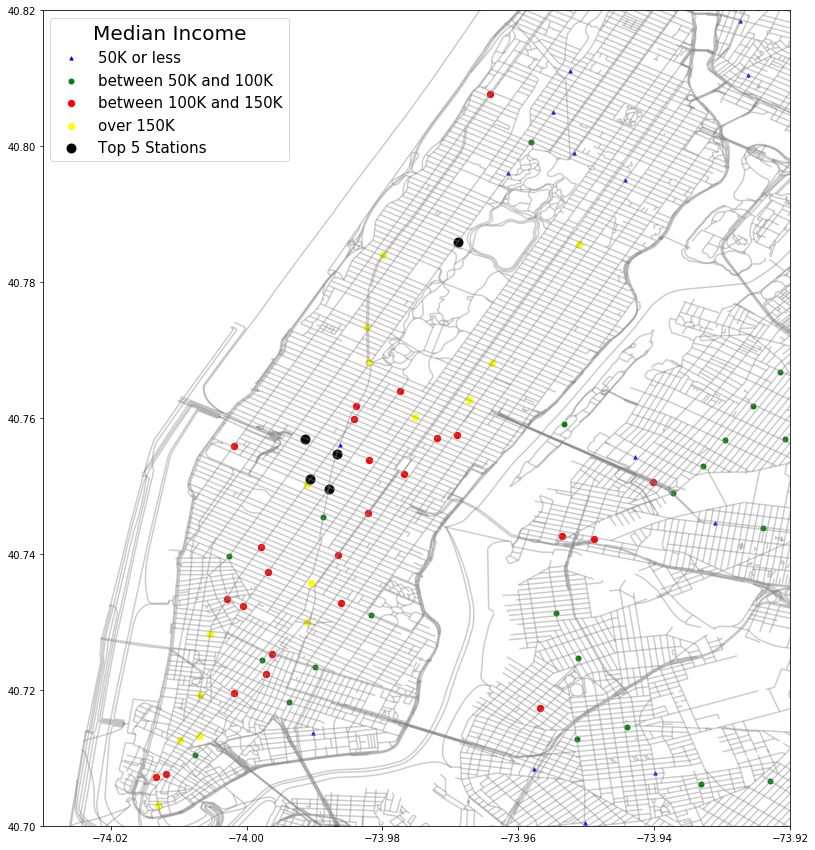 Median Income
50K or less
between 50K and 100K
between 100K and 150K
over 150K
Top 5 Stations
40.82
40.80
40.78
40.76
40.74
40.72
40.70
−74.02
−74.00
−73.98
−73.96
−73.94
−73.92